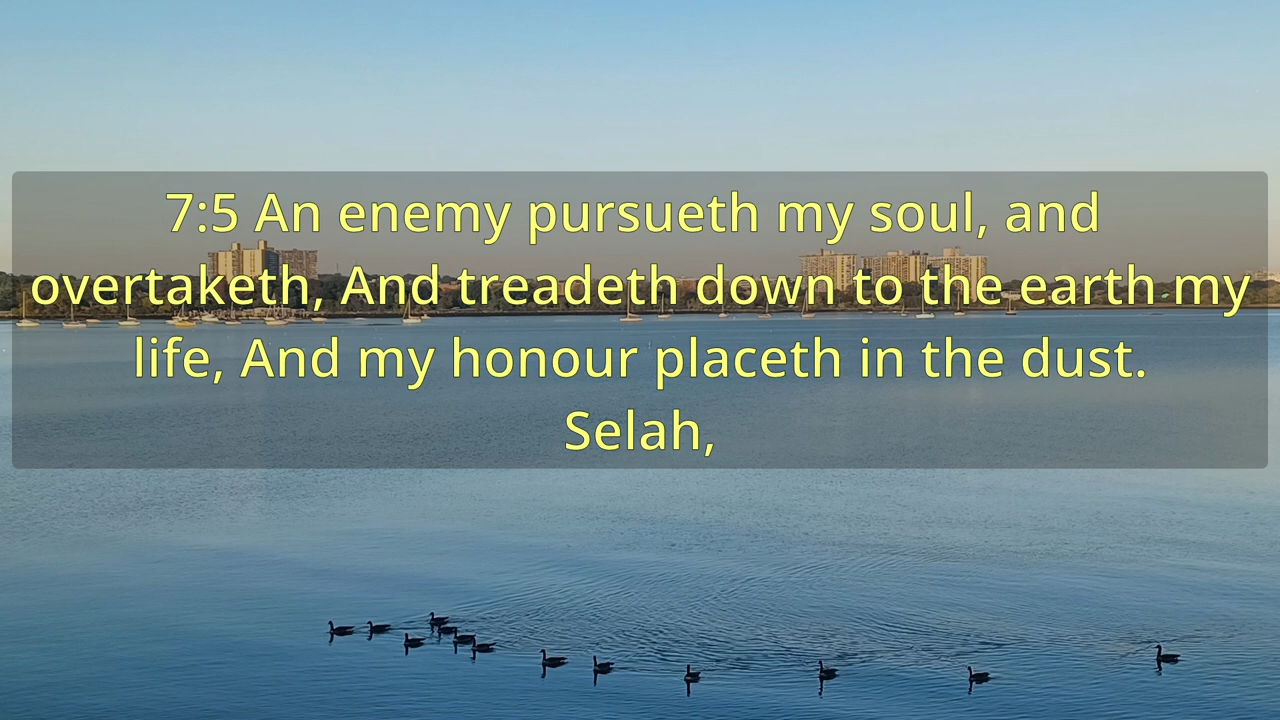 7:5 An enemy pursueth my soul, and
overtaketh, And treadeth down to the earth my
life, And my honour placeth in the dust.
Selah,